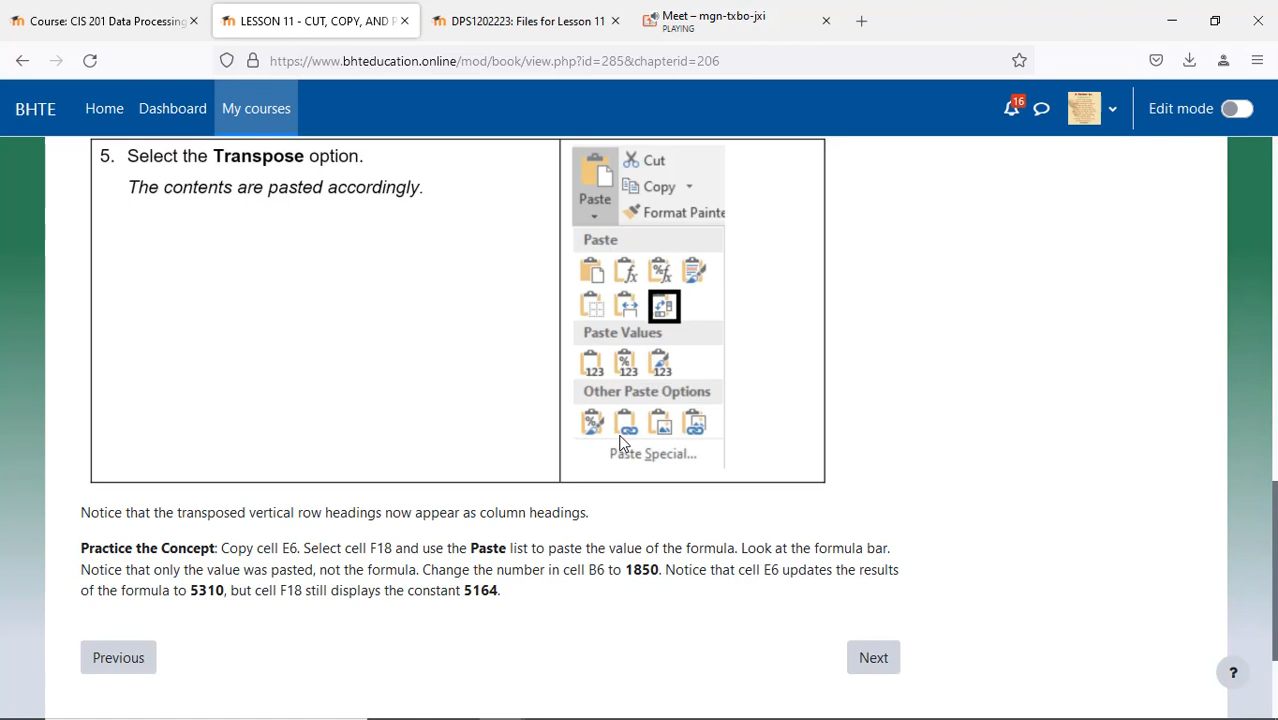 Course: CIS 201 Data Processing
LESSON 11 - CUT, COPY, AND P
DPS1202223: Files for Lesson 11
Meet – mgn-txbo-jxi
PLAYING
https://www.bhteducation.online/mod/book/view.php?id=285&chapterid=206
BHTE
Home
Dashboard
My courses
16
Edit mode
5. Select the Transpose option.
The contents are pasted accordingly.
Cut
Copy
Format Painte
Paste
Paste
fx
%fx
Paste Values
123
%
123
123
Other Paste Options
%
Paste Special...
Notice that the transposed vertical row headings now appear as column headings.
Practice the Concept: Copy cell E6. Select cell F18 and use the Paste list to paste the value of the formula. Look at the formula bar.
Notice that only the value was pasted, not the formula. Change the number in cell B6 to 1850. Notice that cell E6 updates the results
of the formula to 5310, but cell F18 still displays the constant 5164.
Previous
Next
?